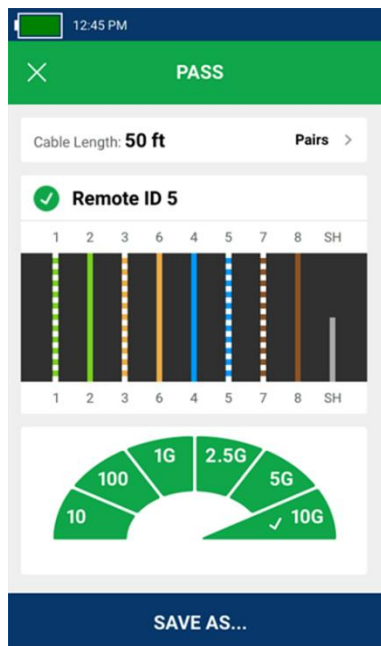 12:45 PM
PASS
Cable Length: 50 ft Pairs >
Remote ID 5
1 2 3 6 4 5 7 8 SH
1 2 3 6 4 5 7 8 SH
10 100 1G 2.5G 5G 10G
SAVE AS...